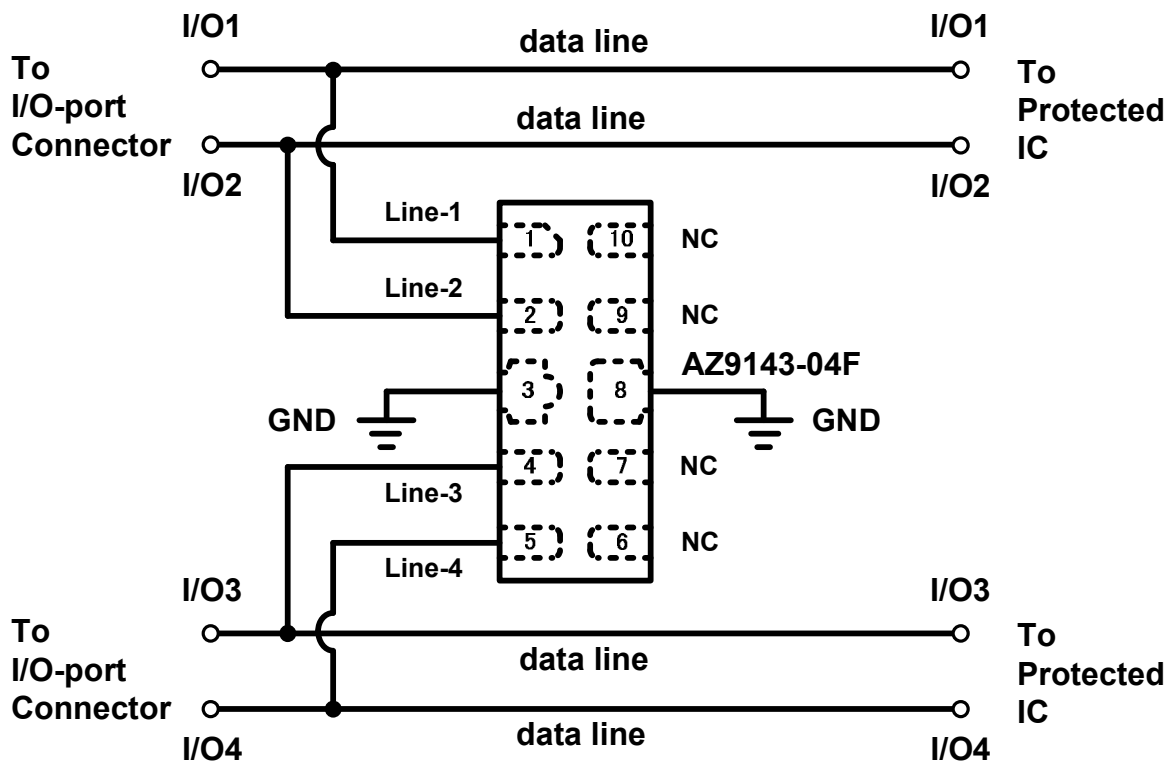 I/O1
data line
I/O1
To
I/O-port
Connector
To
Protected
IC
data line
I/O2
I/O2
Line-1
1
10
NC
Line-2
2
9
NC
AZ9143-04F
3
8
GND
GND
4
7
NC
Line-3
5
6
NC
Line-4
I/O3
I/O3
To
I/O-port
Connector
data line
To
Protected
IC
data line
I/O4
I/O4